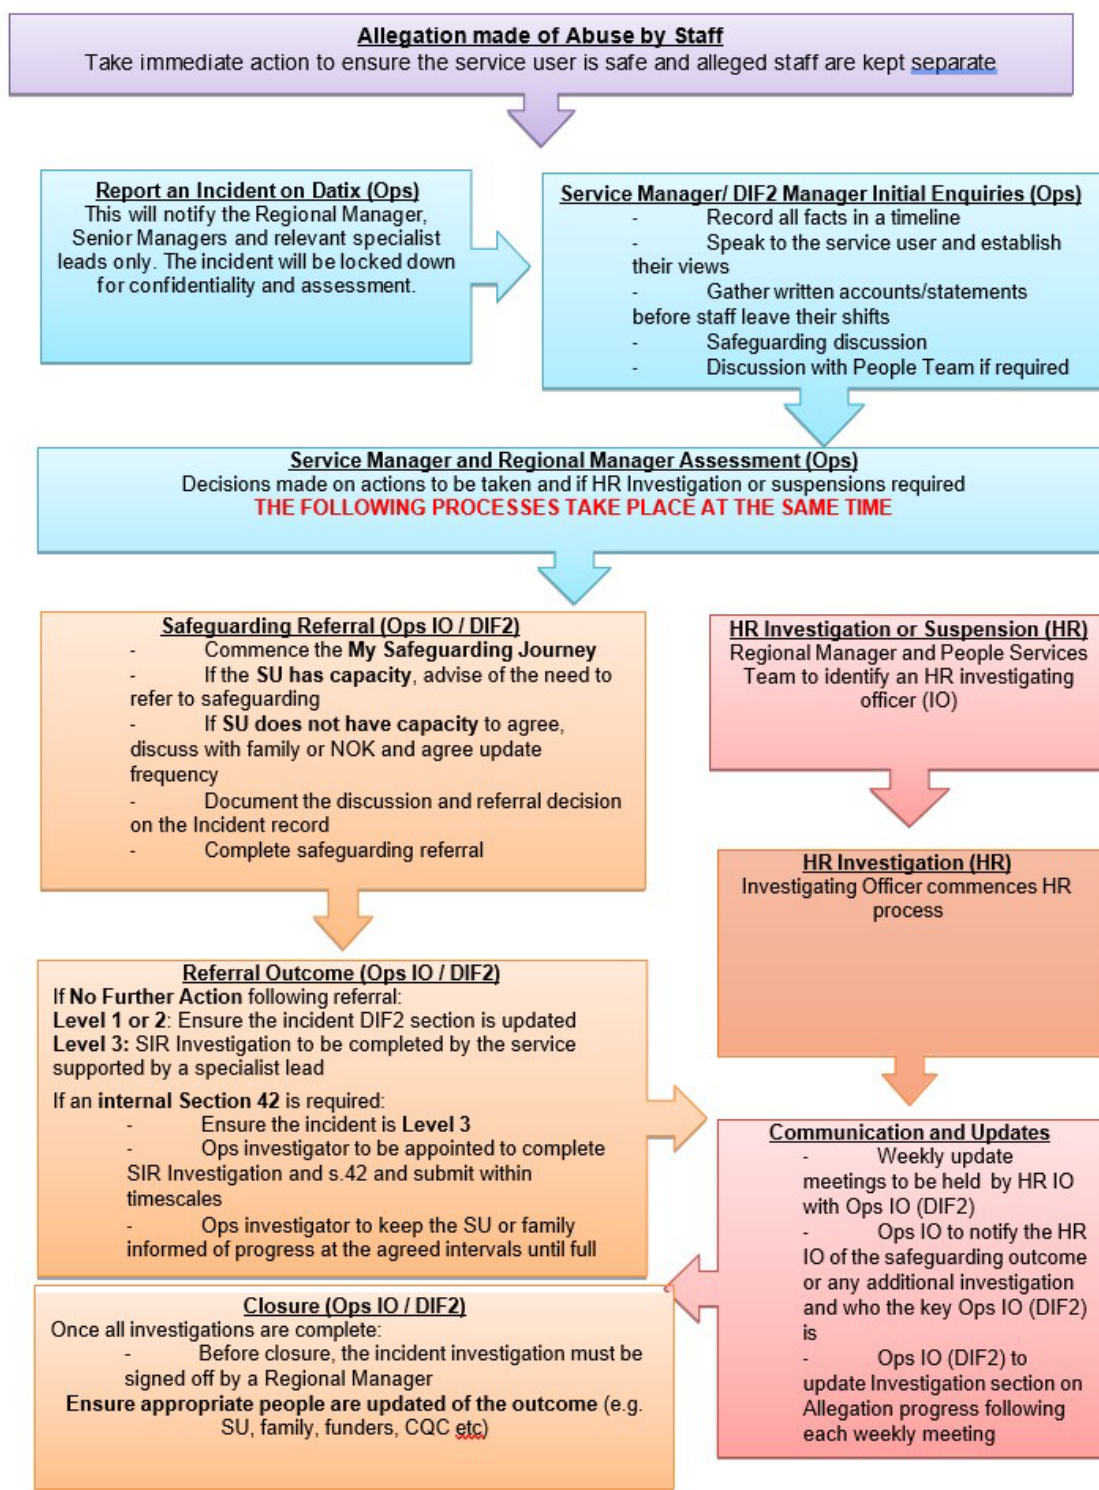 Allegation made of Abuse by Staff
Take immediate action to ensure the service user is safe and alleged staff are kept separate
Report an Incident on Datix (Ops)
This will notify the Regional Manager,
Senior Managers and relevant specialist
leads only. The incident will be locked down
for confidentiality and assessment.
Service Manager/ DIF2 Manager Initial Enquiries (Ops)
- Record all facts in a timeline
- Speak to the service user and establish
their views
- Gather written accounts/statements
before staff leave their shifts
- Safeguarding discussion
- Discussion with People Team if required
Service Manager and Regional Manager Assessment (Ops)
Decisions made on actions to be taken and if HR Investigation or suspensions required
THE FOLLOWING PROCESSES TAKE PLACE AT THE SAME TIME
Safeguarding Referral (Ops IO / DIF2)
- Commence the My Safeguarding Journey
- If the SU has capacity, advise of the need to
refer to safeguarding
- If SU does not have capacity to agree,
discuss with family or NOK and agree update
frequency
- Document the discussion and referral decision
on the Incident record
- Complete safeguarding referral
HR Investigation or Suspension (HR)
Regional Manager and People Services
Team to identify an HR investigating
officer (IO)
HR Investigation (HR)
Investigating Officer commences HR
process
Referral Outcome (Ops IO / DIF2)
If No Further Action following referral:
Level 1 or 2: Ensure the incident DIF2 section is updated
Level 3: SIR Investigation to be completed by the service
supported by a specialist lead
If an internal Section 42 is required:
- Ensure the incident is Level 3
- Ops investigator to be appointed to complete
SIR Investigation and s.42 and submit within
timescales
- Ops investigator to keep the SU or family
informed of progress at the agreed intervals until full
Communication and Updates
- Weekly update
meetings to be held by HR IO
with Ops IO (DIF2)
- Ops IO to notify the HR
IO of the safeguarding outcome
or any additional investigation
and who the key Ops IO (DIF2)
is
- Ops IO (DIF2) to
update Investigation section on
Allegation progress following
each weekly meeting
Closure (Ops IO / DIF2)
Once all investigations are complete:
- Before closure, the incident investigation must be
signed off by a Regional Manager
Ensure appropriate people are updated of the outcome (e.g.
SU, family, funders, CQC etc)